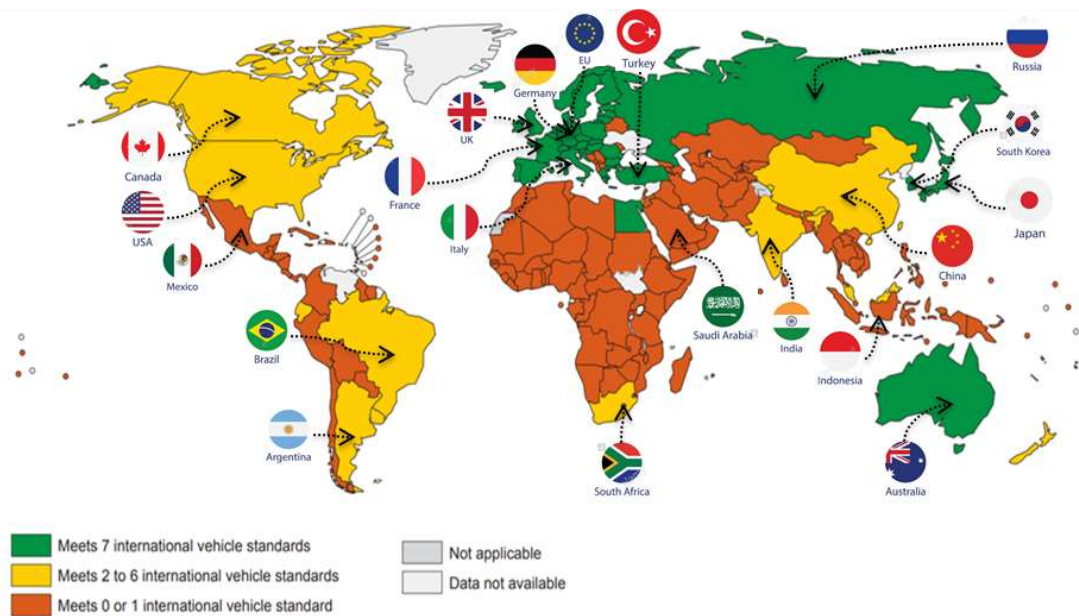 EU
Turkey
Germany
Russia
UK
South Korea
Canada
France
USA
Italy
Japan
Mexico
China
Saudi Arabia
India
Brazil
Indonesia
Argentina
South Africa
Australia
Meets 7 international vehicle standards
Meets 2 to 6 international vehicle standards
Meets 0 or 1 international vehicle standard
Not applicable
Data not available